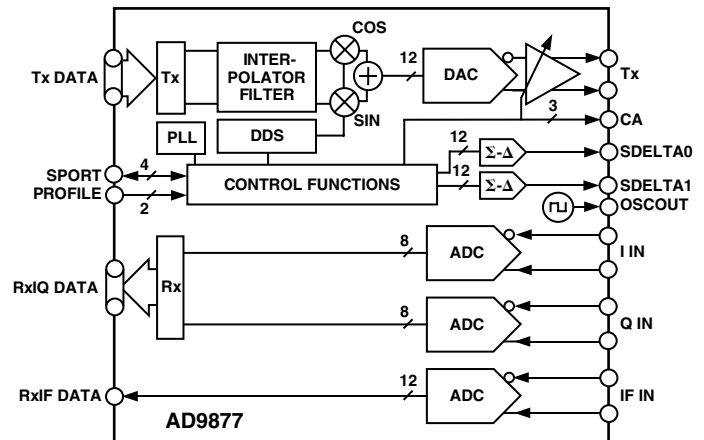 COS
Tx DATA
Tx
INTER-
POLATOR
FILTER
+
12
DAC
Tx
SIN
3
CA
PLL
DDS
12
Σ-Δ
SDELTA0
SPORT
4
CONTROL FUNCTIONS
12
Σ-Δ
SDELTA1
PROFILE
2
OSCOUT
8
ADC
I IN
RxIQ DATA
Rx
8
ADC
Q IN
12
RxIF DATA
ADC
IF IN
AD9877